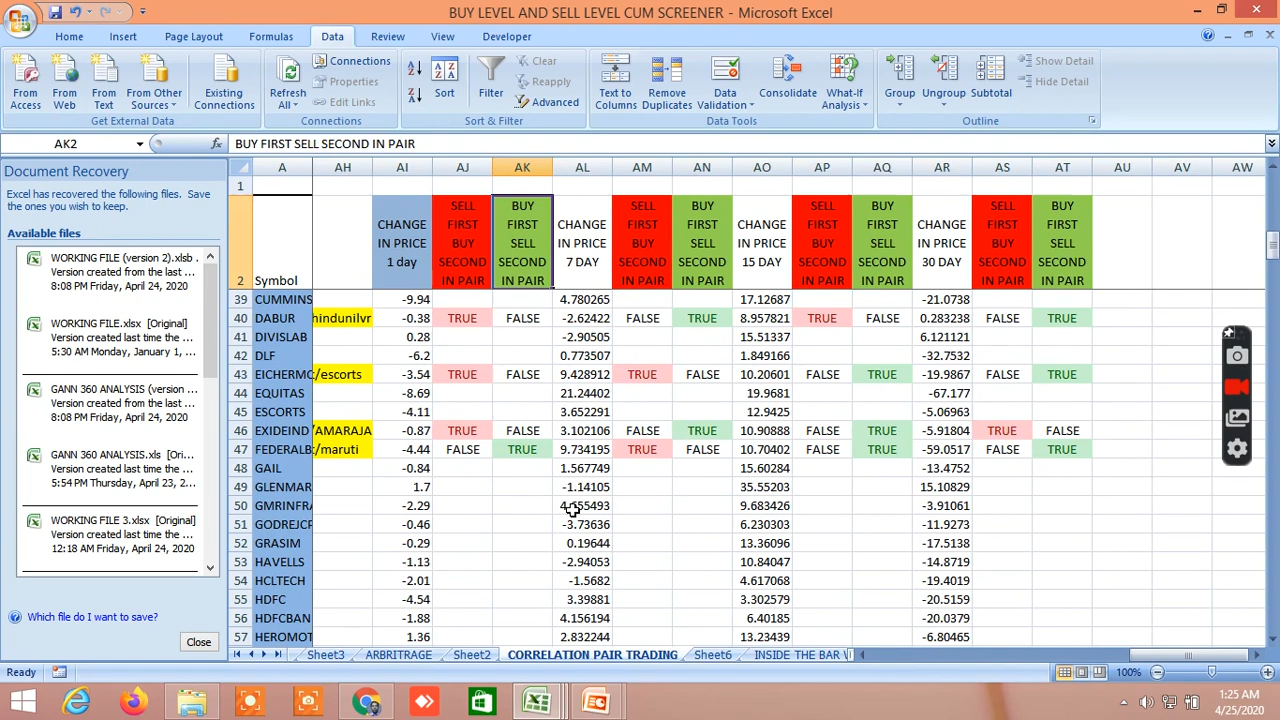 BUY LEVEL AND SELL LEVEL CUM SCREENER - Microsoft Excel
Home Insert Page Layout Formulas Data Review View Developer
From Access From Web From Text From Other Sources Existing Connections
Get External Data
Refresh All Connections Properties Edit Links
Connections
Sort Filter Clear Reapply Advanced
Sort & Filter
Text to Columns Remove Duplicates Data Validation Consolidate What-If Analysis
Data Tools
Group Ungroup Subtotal Show Detail Hide Detail
Outline
AK2 fx BUY FIRST SELL SECOND IN PAIR
Document Recovery
Excel has recovered the following files. Save the ones you wish to keep.
Available files
WORKING FILE (version 2).xlsb ...
Version created from the last ...
8:08 PM Friday, April 24, 2020
WORKING FILE.xlsx [Original]
Version created last time the ...
5:30 AM Monday, January 1, ...
GANN 360 ANALYSIS (version ...
Version created from the last ...
8:08 PM Friday, April 24, 2020
GANN 360 ANALYSIS.xls [Ori...
Version created last time the ...
5:54 PM Thursday, April 23, 2...
WORKING FILE 3.xlsx [Original]
Version created last time the ...
12:18 AM Friday, April 24, 2020
Which file do I want to save?
Close
A AH AI AJ AK AL AM AN AO AP AQ AR AS AT AU AV AW
1
2 Symbol CHANGE IN PRICE 1 day SELL FIRST BUY SECOND IN PAIR BUY FIRST SELL SECOND IN PAIR CHANGE IN PRICE 7 DAY SELL FIRST BUY SECOND IN PAIR BUY FIRST SELL SECOND IN PAIR CHANGE IN PRICE 15 DAY SELL FIRST BUY SECOND IN PAIR BUY FIRST SELL SECOND IN PAIR CHANGE IN PRICE 30 DAY SELL FIRST BUY SECOND IN PAIR BUY FIRST SELL SECOND IN PAIR
39 CUMMINS -9.94 4.780265 17.12687 -21.0738
40 DABUR hindunilvr -0.38 TRUE FALSE -2.62422 FALSE TRUE 8.957821 TRUE FALSE 0.283238 FALSE TRUE
41 DIVISLAB 0.28 -2.90505 15.51337 6.121121
42 DLF -6.2 0.773507 1.849166 -32.7532
43 EICHERMC /escorts -3.54 TRUE FALSE 9.428912 TRUE FALSE 10.20601 FALSE TRUE -19.9867 FALSE TRUE
44 EQUITAS -8.69 21.24402 19.9681 -67.177
45 ESCORTS -4.11 3.652291 12.9425 -5.06963
46 EXIDEIND /AMARAJA -0.87 TRUE FALSE 3.102106 FALSE TRUE 10.90888 FALSE TRUE -5.91804 TRUE FALSE
47 FEDERALB :/maruti -4.44 FALSE TRUE 9.734195 TRUE FALSE 10.70402 FALSE TRUE -59.0517 FALSE TRUE
48 GAIL -0.84 1.567749 15.60284 -13.4752
49 GLENMAR 1.7 -1.14105 35.55203 15.10829
50 GMRINFRA -2.29 9.683426 -3.91061
51 GODREJCP -0.46 -3.73636 6.230303 -11.9273
52 GRASIM -0.29 0.19644 13.36096 -17.5138
53 HAVELLS -1.13 -2.94053 10.84047 -14.8719
54 HCLTECH -2.01 -1.5682 4.617068 -19.4019
55 HDFC -4.54 3.39881 3.302579 -20.5159
56 HDFCBAN -1.88 4.156194 6.40185 -20.0379
57 HEROMOT 1.36 2.832244 13.23439 -6.80465
Sheet3 ARBRITRAGE Sheet2 CORRELATION PAIR TRADING Sheet6 INSIDE THE BAR
Ready 100%
1:25 AM
4/25/2020